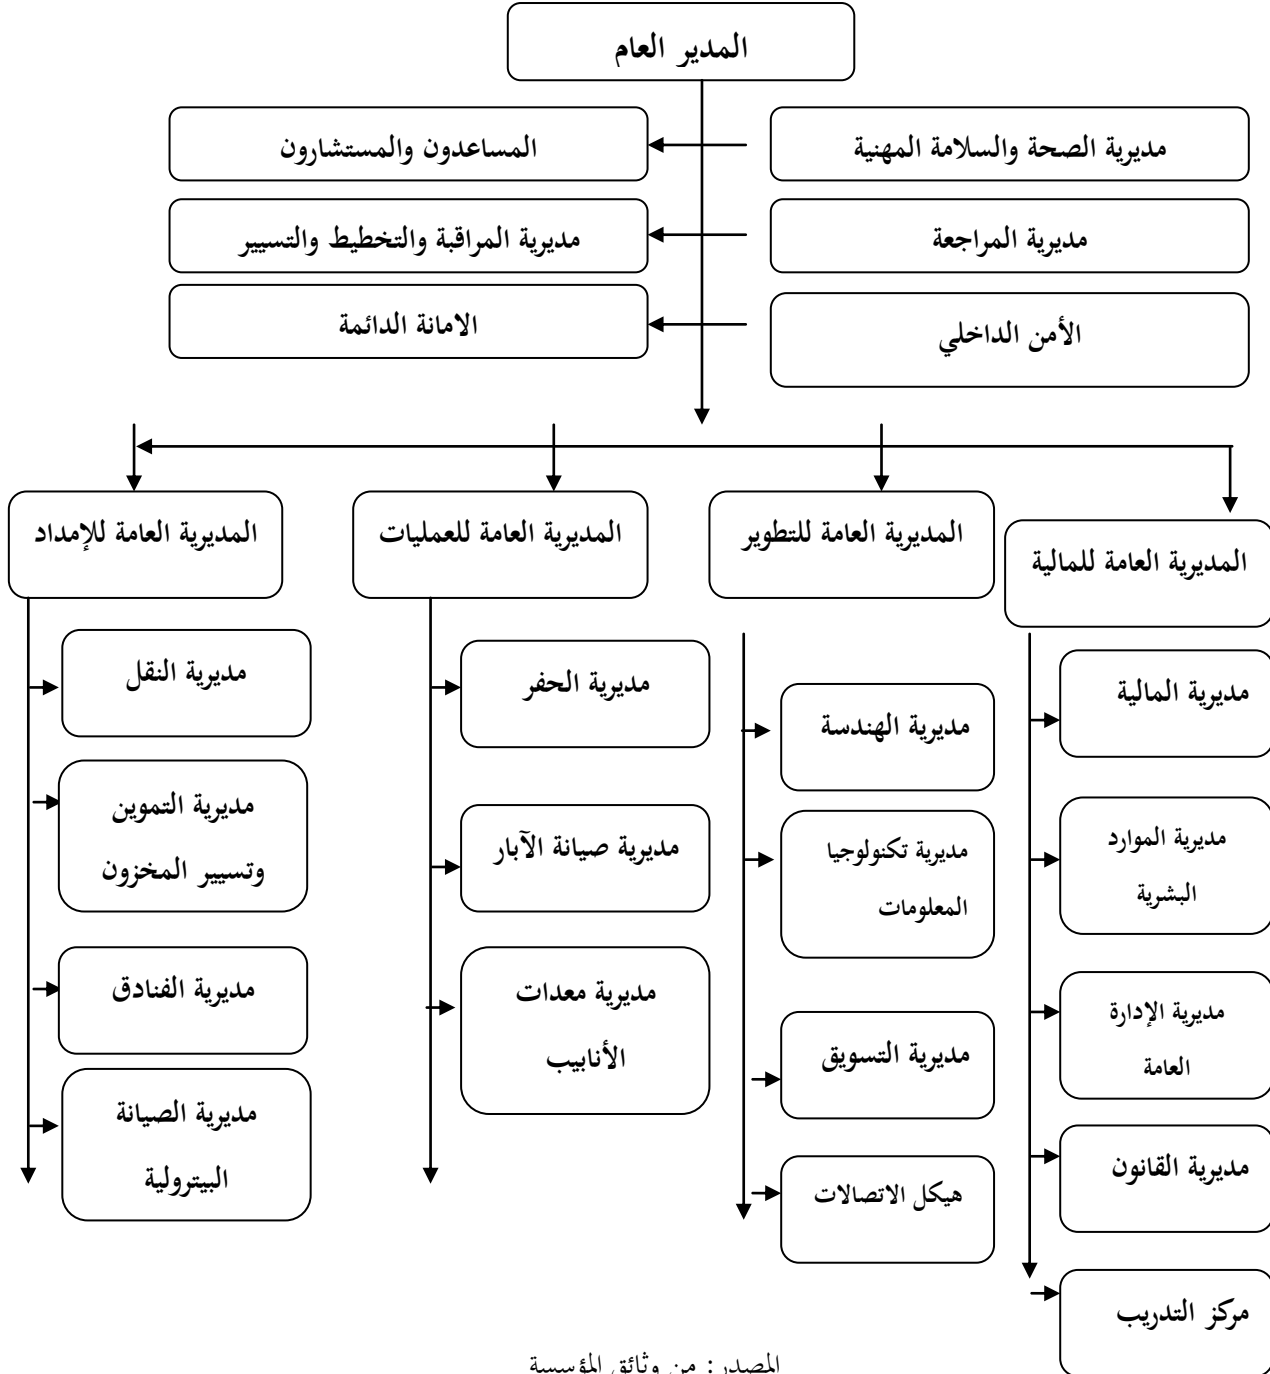 المدير العام
مديرية الصحة والسلامة المهنية
المساعدون والمستشارون
مديرية المراجعة
مديرية المراقبة والتخطيط والتسيير
الأمن الداخلي
الامانة الدائمة
المديرية العامة للمالية
المديرية العامة للتطوير
المديرية العامة للعمليات
المديرية العامة للإمداد
مديرية المالية
مديرية الموارد
البشرية
مديرية الإدارة
العامة
مديرية القانون
مركز التدريب
مديرية الهندسة
مديرية تكنولوجيا
المعلومات
مديرية التسويق
هيكل الاتصالات
مديرية الحفر
مديرية صيانة الآبار
مديرية معدات
الأنابيب
مديرية النقل
مديرية التموين
وتسيير المخزون
مديرية الفنادق
مديرية الصيانة
البيترولية
المصدر: من وثائق المؤسسة